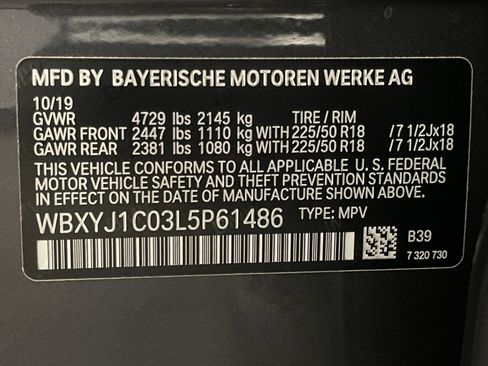 MFD BY BAYERISCHE MOTOREN WERKE AG
10/19
GVWR 4729 lbs 2145 kg TIRE / RIM
GAWR FRONT 2447 lbs 1110 kg WITH 225/50 R18 / 7 1/2Jx18
GAWR REAR 2381 lbs 1080 kg WITH 225/50 R18 / 7 1/2Jx18
THIS VEHICLE CONFORMS TO ALL APPLICABLE U. S. FEDERAL
MOTOR VEHICLE SAFETY AND THEFT PREVENTION STANDARDS
IN EFFECT ON THE DATE OF MANUFACTURE SHOWN ABOVE.
WBXYJ1C03L5P61486 TYPE: MPV
B39
7 320 730